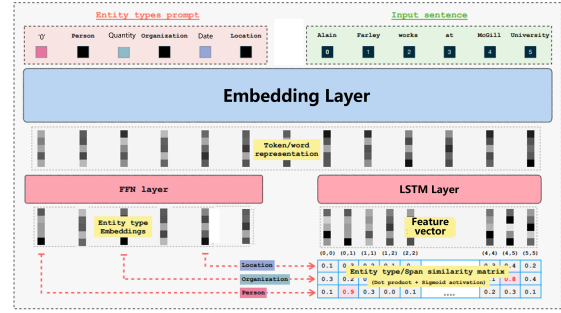 Entity types prompt
Input sentence
'O' Person Quantity Organization Date Location
Alain Farley works at McGill University
0 1 2 3 4 5
Embedding Layer
Token/word
representation
FFN layer
LSTM Layer
Entity type
Embeddings
Feature
vector
(0,0) (0,1) (1,1) (1,2) (2,2) (4,4) (4,5) (5,5)
Location 0.1 0.4 0.2
Entity type/Span similarity matrix
Organisation 0.3 0.8 0.4
(Dot product + Sigmoid activation)
Person 0.1 0.9 0.3 0.0 0.1 .... 0.2 0.3 0.1